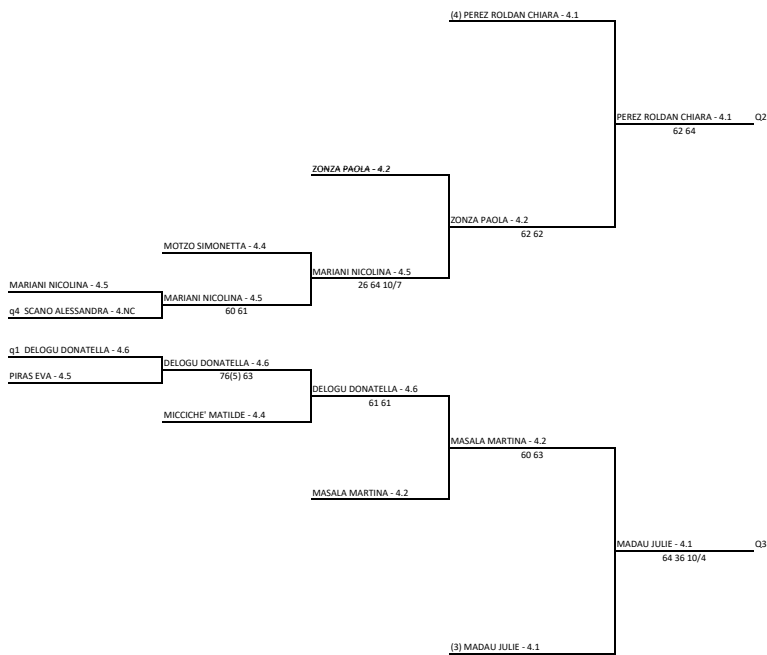 (4) PEREZ ROLDAN CHIARA - 4.1
PEREZ ROLDAN CHIARA - 4.1 Q2
62 64
ZONZA PAOLA - 4.2
ZONZA PAOLA - 4.2
62 62
MOTZO SIMONETTA - 4.4
MARIANI NICOLINA - 4.5
26 64 10/7
MARIANI NICOLINA - 4.5
MARIANI NICOLINA - 4.5
60 61
q4 SCANO ALESSANDRA - 4.NC
q1 DELOGU DONATELLA - 4.6
DELOGU DONATELLA - 4.6
76(5) 63
PIRAS EVA - 4.5
DELOGU DONATELLA - 4.6
61 61
MICCICHE' MATILDE - 4.4
MASALA MARTINA - 4.2
60 63
MASALA MARTINA - 4.2
MADAU JULIE - 4.1 Q3
64 36 10/4
(3) MADAU JULIE - 4.1